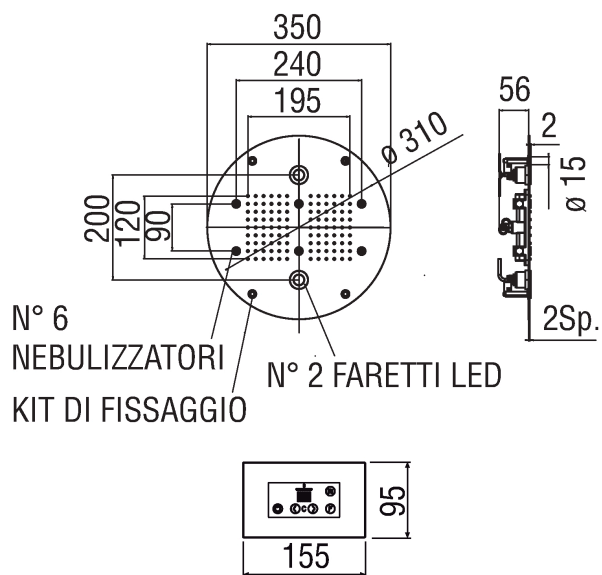 350
240
195
ø 310
200
120
90
56
2
ø 15
2Sp.
N° 6
NEBULIZZATORI
N° 2 FARETTI LED
KIT DI FISSAGGIO
C
P
95
155